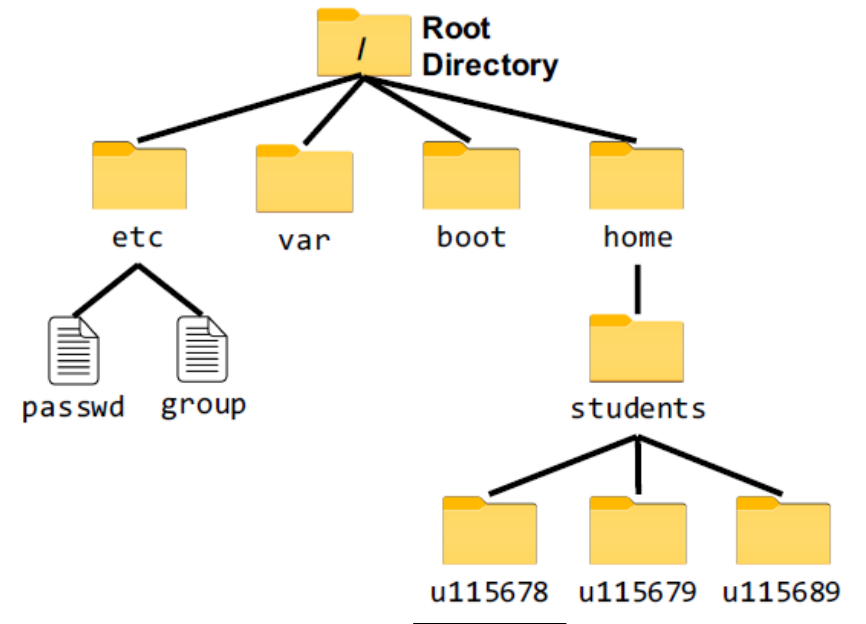 /
Root
Directory
etc
var
boot
home
passwd
group
students
u115678
u115679
u115689